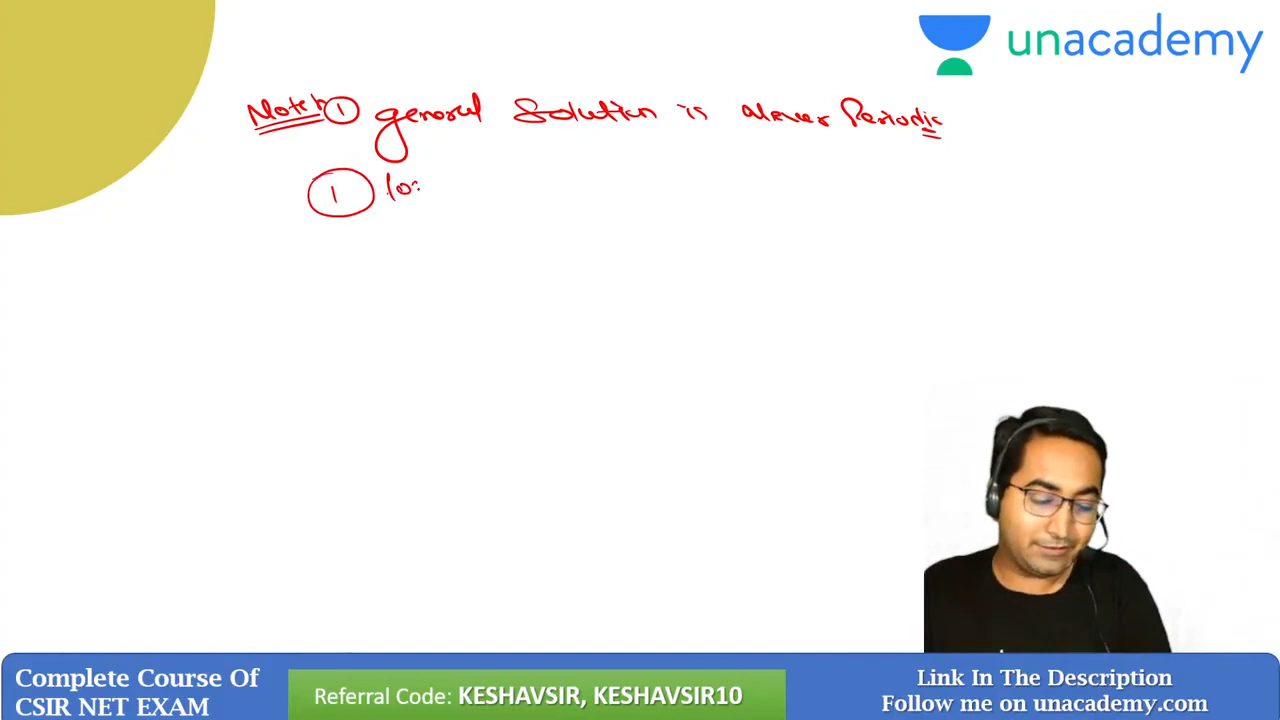 unacademy
Note: ① general Solution is never Periodic
①
Complete Course Of
CSIR NET EXAM
Referral Code: KESHAVSIR, KESHAVSIR10
Link In The Description
Follow me on unacademy.com